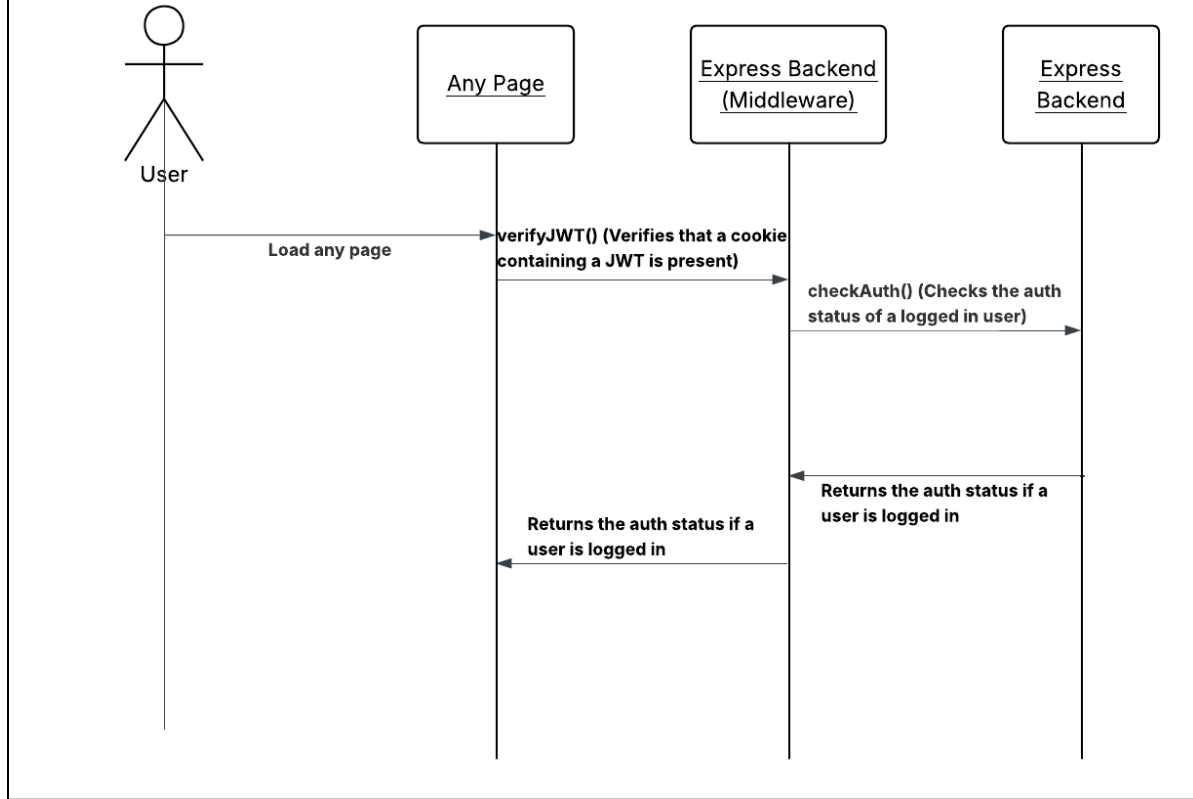 User
Any Page
Express Backend
(Middleware)
Express
Backend
Load any page
verifyJWT() (Verifies that a cookie
containing a JWT is present)
checkAuth() (Checks the auth
status of a logged in user)
Returns the auth status if a
user is logged in
Returns the auth status if a
user is logged in